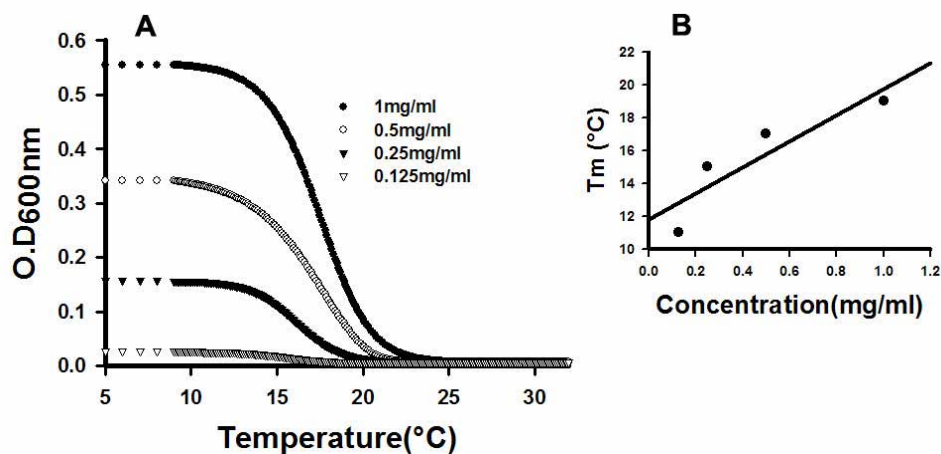 A
0.6
0.5
0.4
0.3
0.2
0.1
0.0
O.D600nm
5
10
15
20
25
30
Temperature(°C)
1mg/ml
0.5mg/ml
0.25mg/ml
0.125mg/ml
B
22
20
18
16
14
12
10
Tm (°C)
0.0
0.2
0.4
0.6
0.8
1.0
1.2
Concentration(mg/ml)